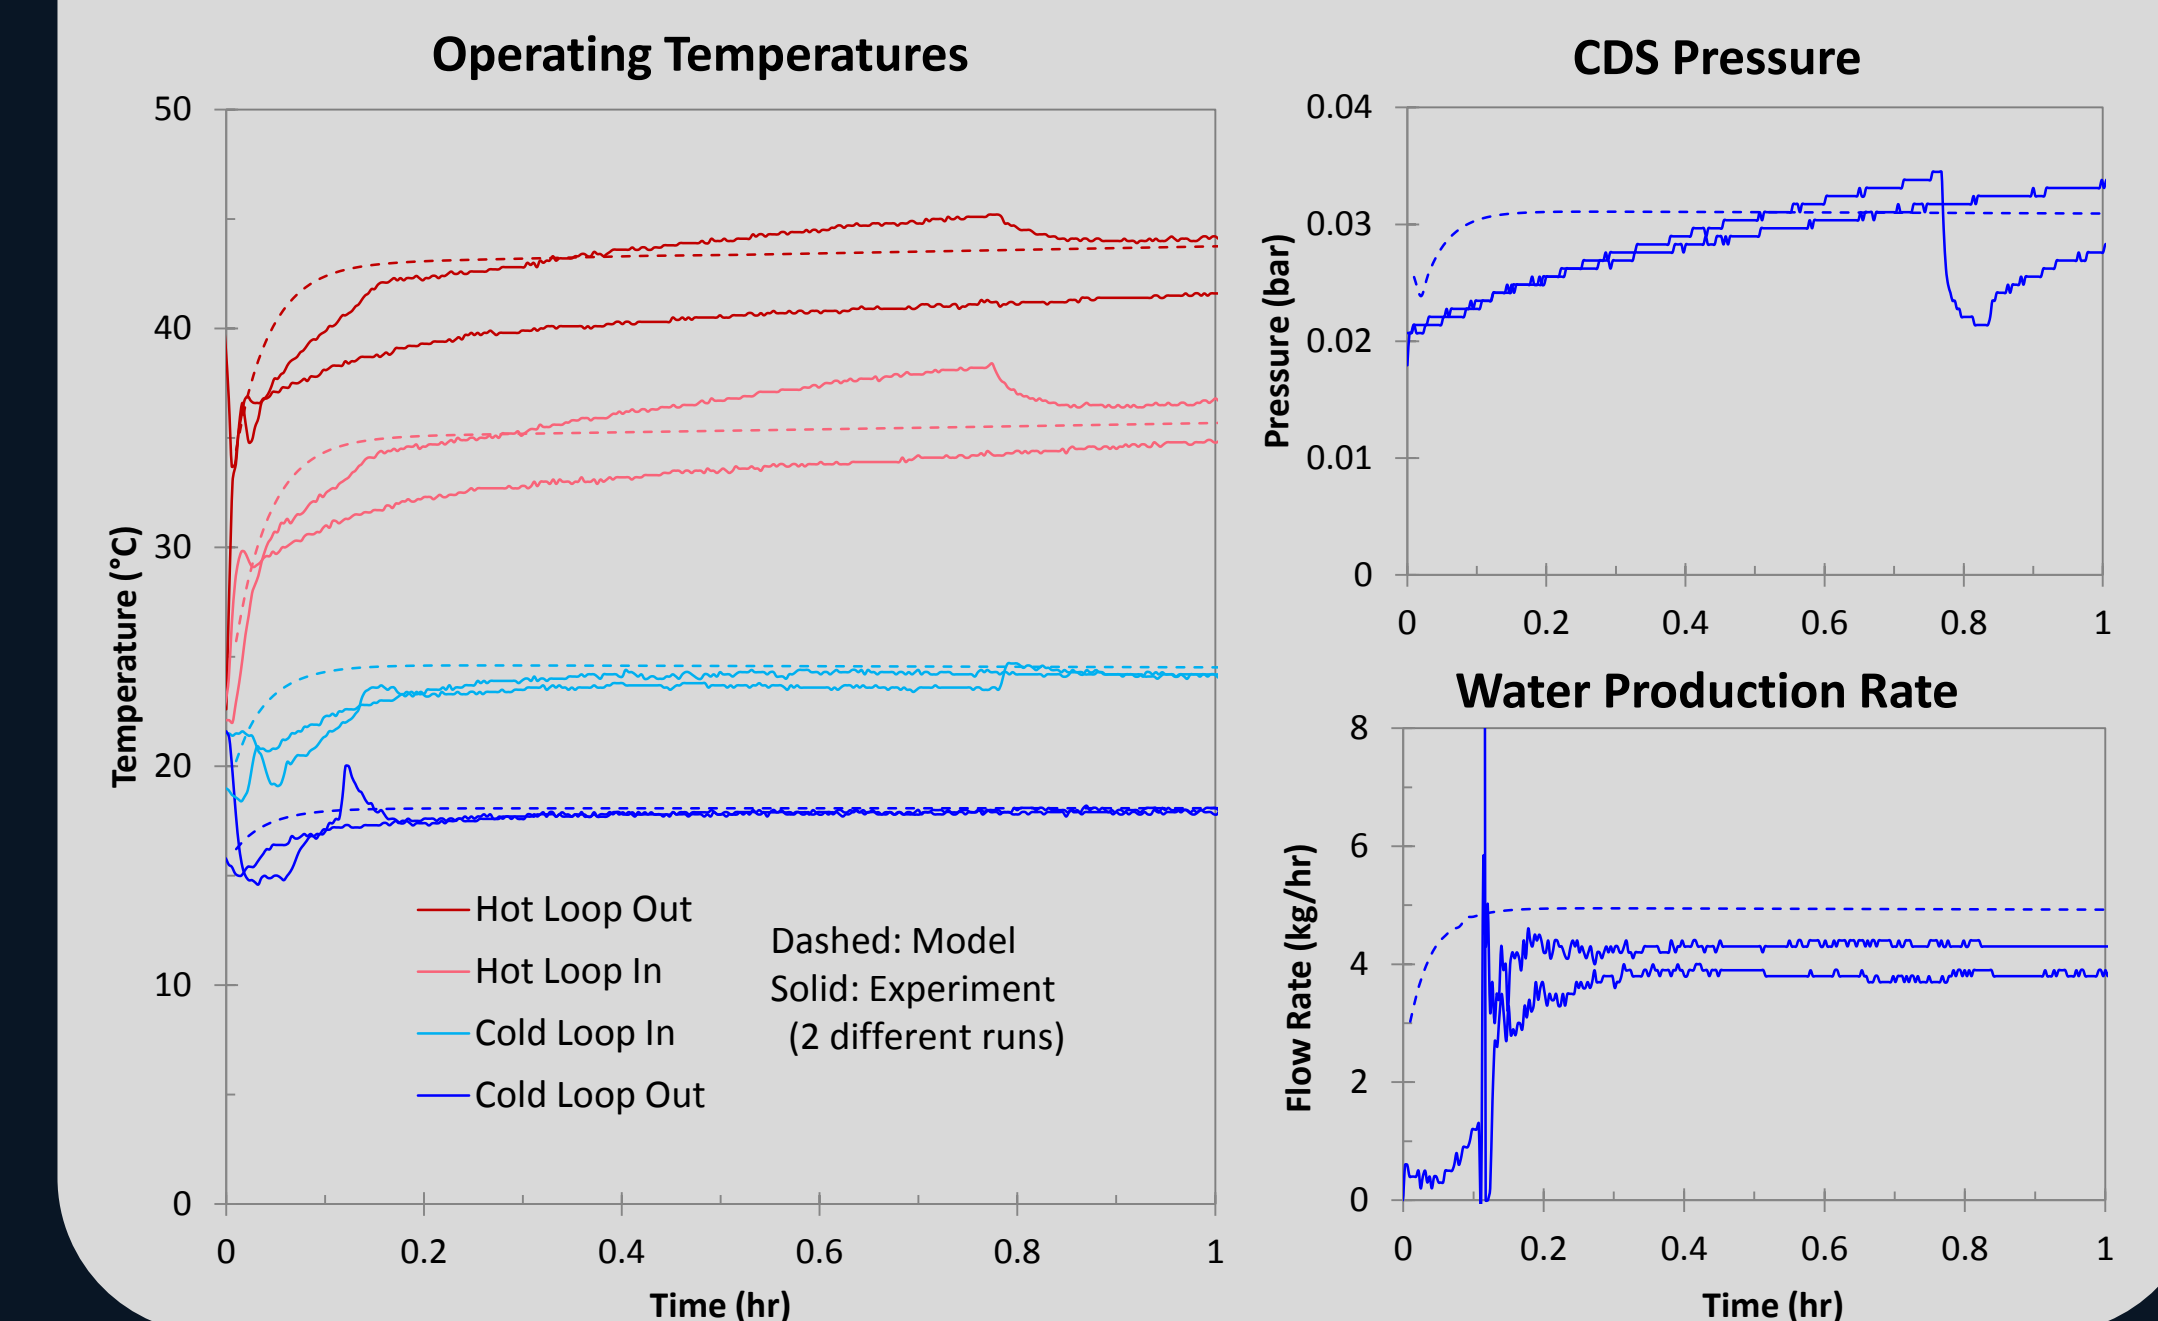 Operating Temperatures
50
40
30
20
10
0
Temperature (°C)
0 0.2 0.4 0.6 0.8 1
Time (hr)
Hot Loop Out
Hot Loop In
Cold Loop In
Cold Loop Out
Dashed: Model
Solid: Experiment
(2 different runs)
CDS Pressure
0.04
0.03
0.02
0.01
0
Pressure (bar)
0 0.2 0.4 0.6 0.8 1
Water Production Rate
8
6
4
2
0
Flow Rate (kg/hr)
0 0.2 0.4 0.6 0.8 1
Time (hr)